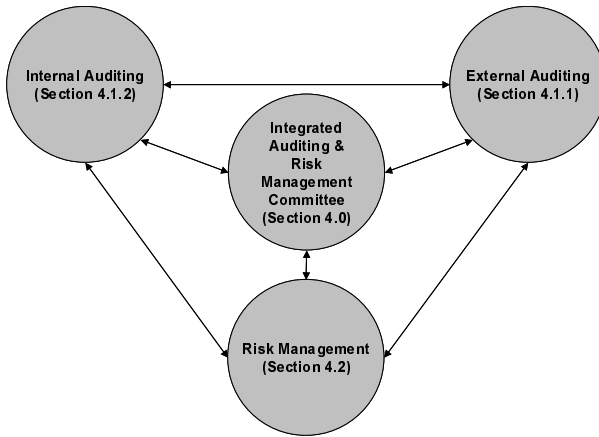 Internal Auditing
(Section 4.1.2)
External Auditing
(Section 4.1.1)
Integrated
Auditing &
Risk
Management
Committee
(Section 4.0)
Risk Management
(Section 4.2)